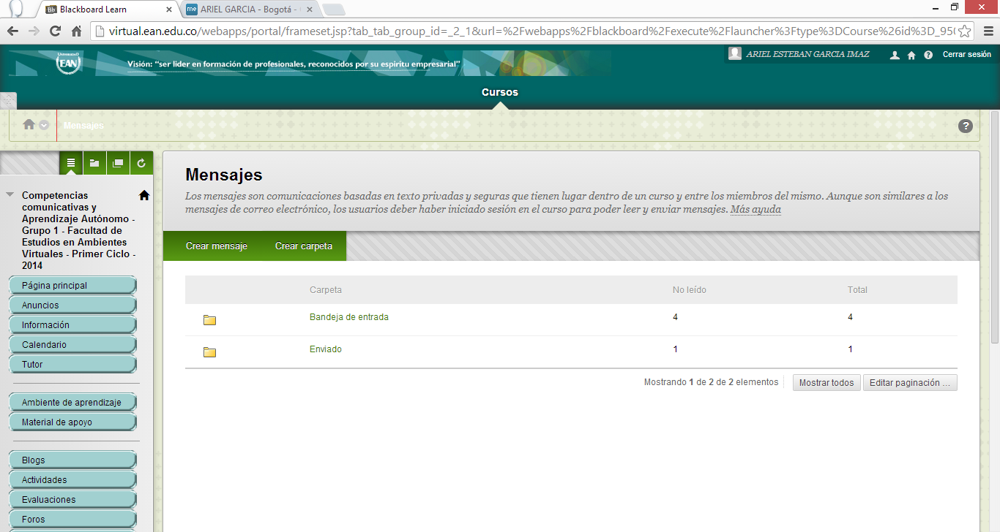 Blackboard Learn
me ARIEL GARCIA - Bogotá -
virtual.ean.edu.co/webapps/portal/frameset.jsp?tab_tab_group_id=_2_1&url=%2Fwebapps%2Fblackboard%2Fexecute%2Flauncher%3Ftype%3DCourse%26id%3D_950
UNIVERSIDAD
EAN
Visión: "ser lider en formación de profesionales, reconocidos por su espiritu empresarial"
ARIEL ESTEBAN GARCIA IMAZ
Cerrar sesión
Cursos
Mensajes
?
Mensajes
Los mensajes son comunicaciones basadas en texto privadas y seguras que tienen lugar dentro de un curso y entre los miembros del mismo. Aunque son similares a los
mensajes de correo electrónico, los usuarios deber haber iniciado sesión en el curso para poder leer y enviar mensajes. Más ayuda
Crear mensaje Crear carpeta
Carpeta No leído Total
Bandeja de entrada 4 4
Enviado 1 1
Mostrando 1 de 2 de 2 elementos Mostrar todos Editar paginación ...
Competencias
comunicativas y
Aprendizaje Autónomo -
Grupo 1 - Facultad de
Estudios en Ambientes
Virtuales - Primer Ciclo -
2014
Página principal
Anuncios
Información
Calendario
Tutor
Ambiente de aprendizaje
Material de apoyo
Blogs
Actividades
Evaluaciones
Foros